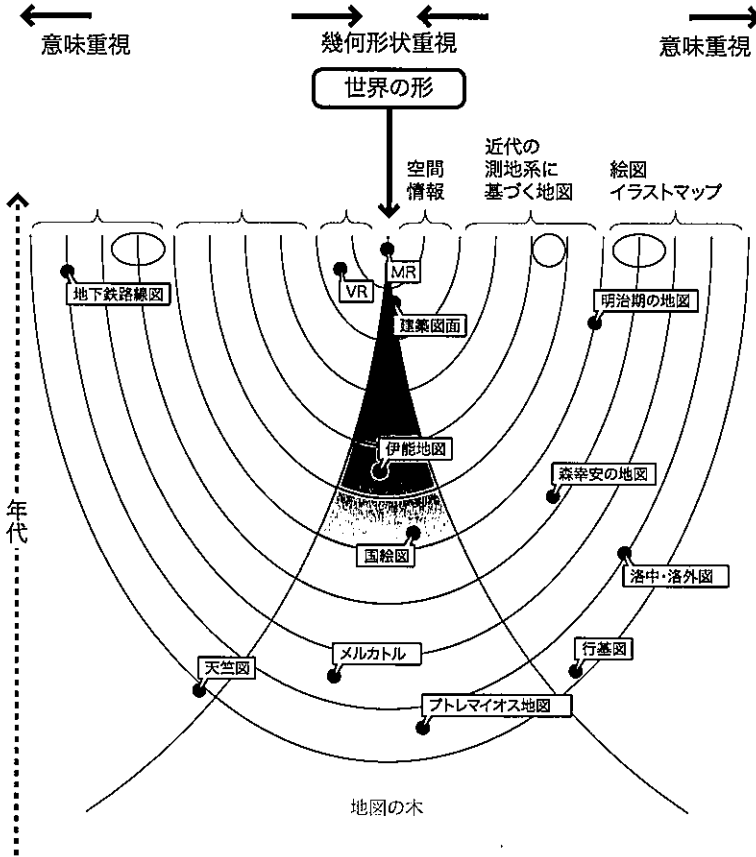 意味重視
幾何形状重視
意味重視
世界の形
空間
情報
近代の
測地系に
基づく地図
絵図
イラストマップ
地下鉄路線図
VR
MR
建築図面
明治期の地図
伊能地図
森幸安の地図
年代
国絵図
洛中・洛外図
天竺図
メルカトル
行基図
プトレマイオス地図
地図の木